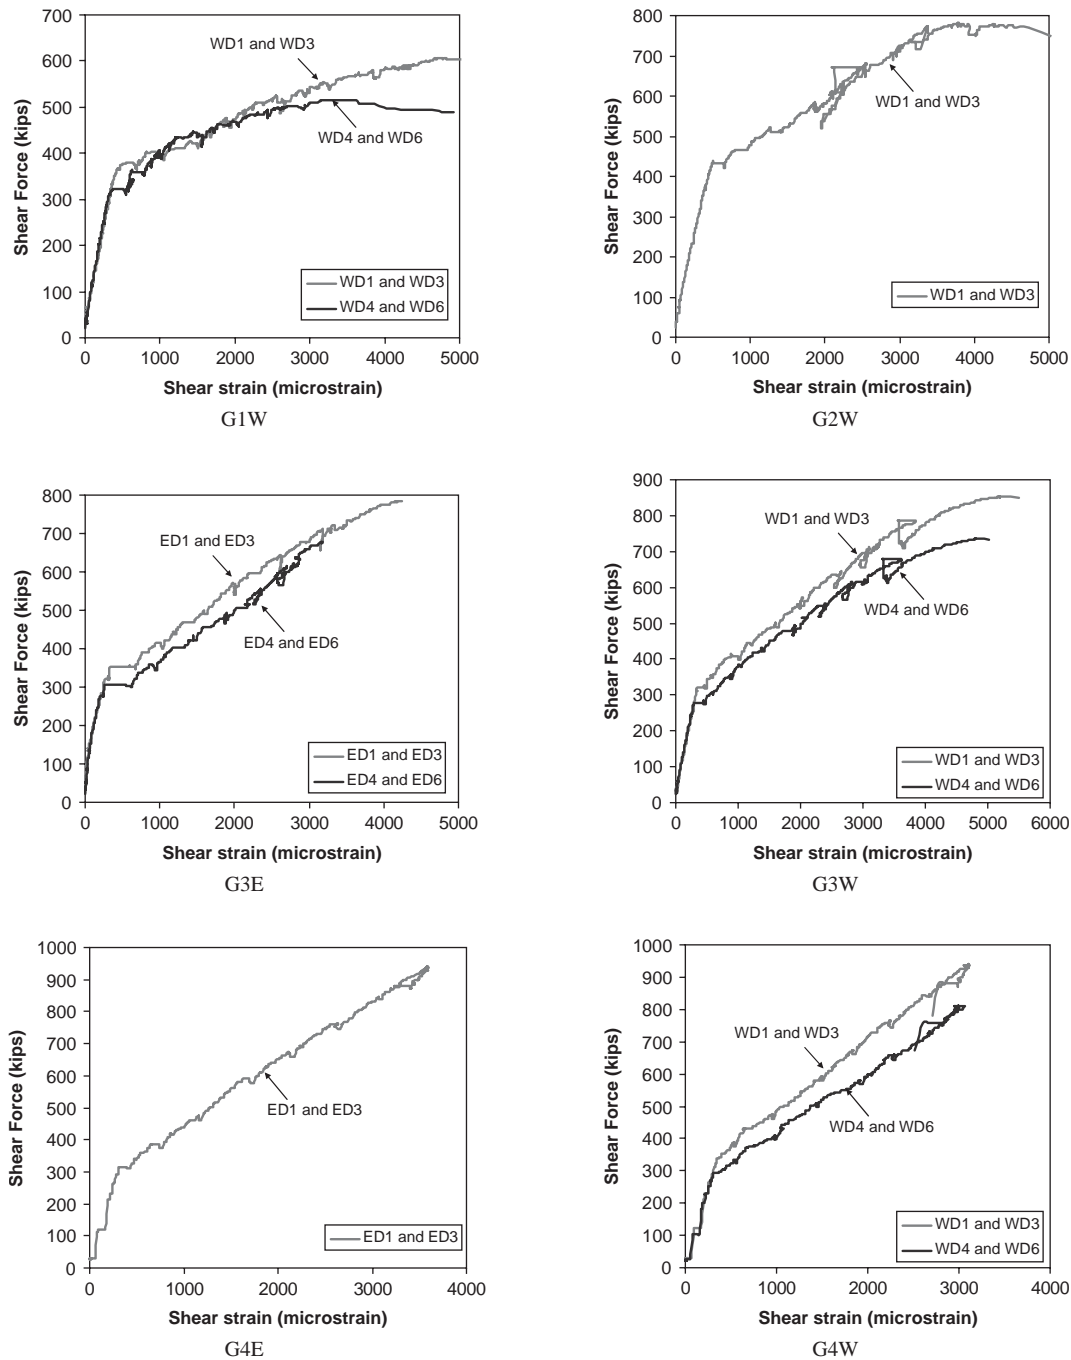 700
600
500
400
300
200
100
0
Shear Force (kips)
WD1 and WD3
WD4 and WD6
WD1 and WD3
WD4 and WD6
0 1000 2000 3000 4000 5000
Shear strain (microstrain)
G1W
800
700
600
500
400
300
200
100
0
Shear Force (kips)
WD1 and WD3
WD1 and WD3
0 1000 2000 3000 4000 5000
Shear strain (microstrain)
G2W
800
700
600
500
400
300
200
100
0
Shear Force (kips)
ED1 and ED3
ED4 and ED6
ED1 and ED3
ED4 and ED6
0 1000 2000 3000 4000 5000
Shear strain (microstrain)
G3E
900
800
700
600
500
400
300
200
100
0
Shear Force (kips)
WD1 and WD3
WD4 and WD6
WD1 and WD3
WD4 and WD6
0 1000 2000 3000 4000 5000 6000
Shear strain (microstrain)
G3W
1000
900
800
700
600
500
400
300
200
100
0
Shear Force (kips)
ED1 and ED3
ED1 and ED3
0 1000 2000 3000 4000
Shear strain (microstrain)
G4E
1000
900
800
700
600
500
400
300
200
100
0
Shear Force (kips)
WD1 and WD3
WD4 and WD6
WD1 and WD3
WD4 and WD6
0 1000 2000 3000 4000
Shear strain (microstrain)
G4W